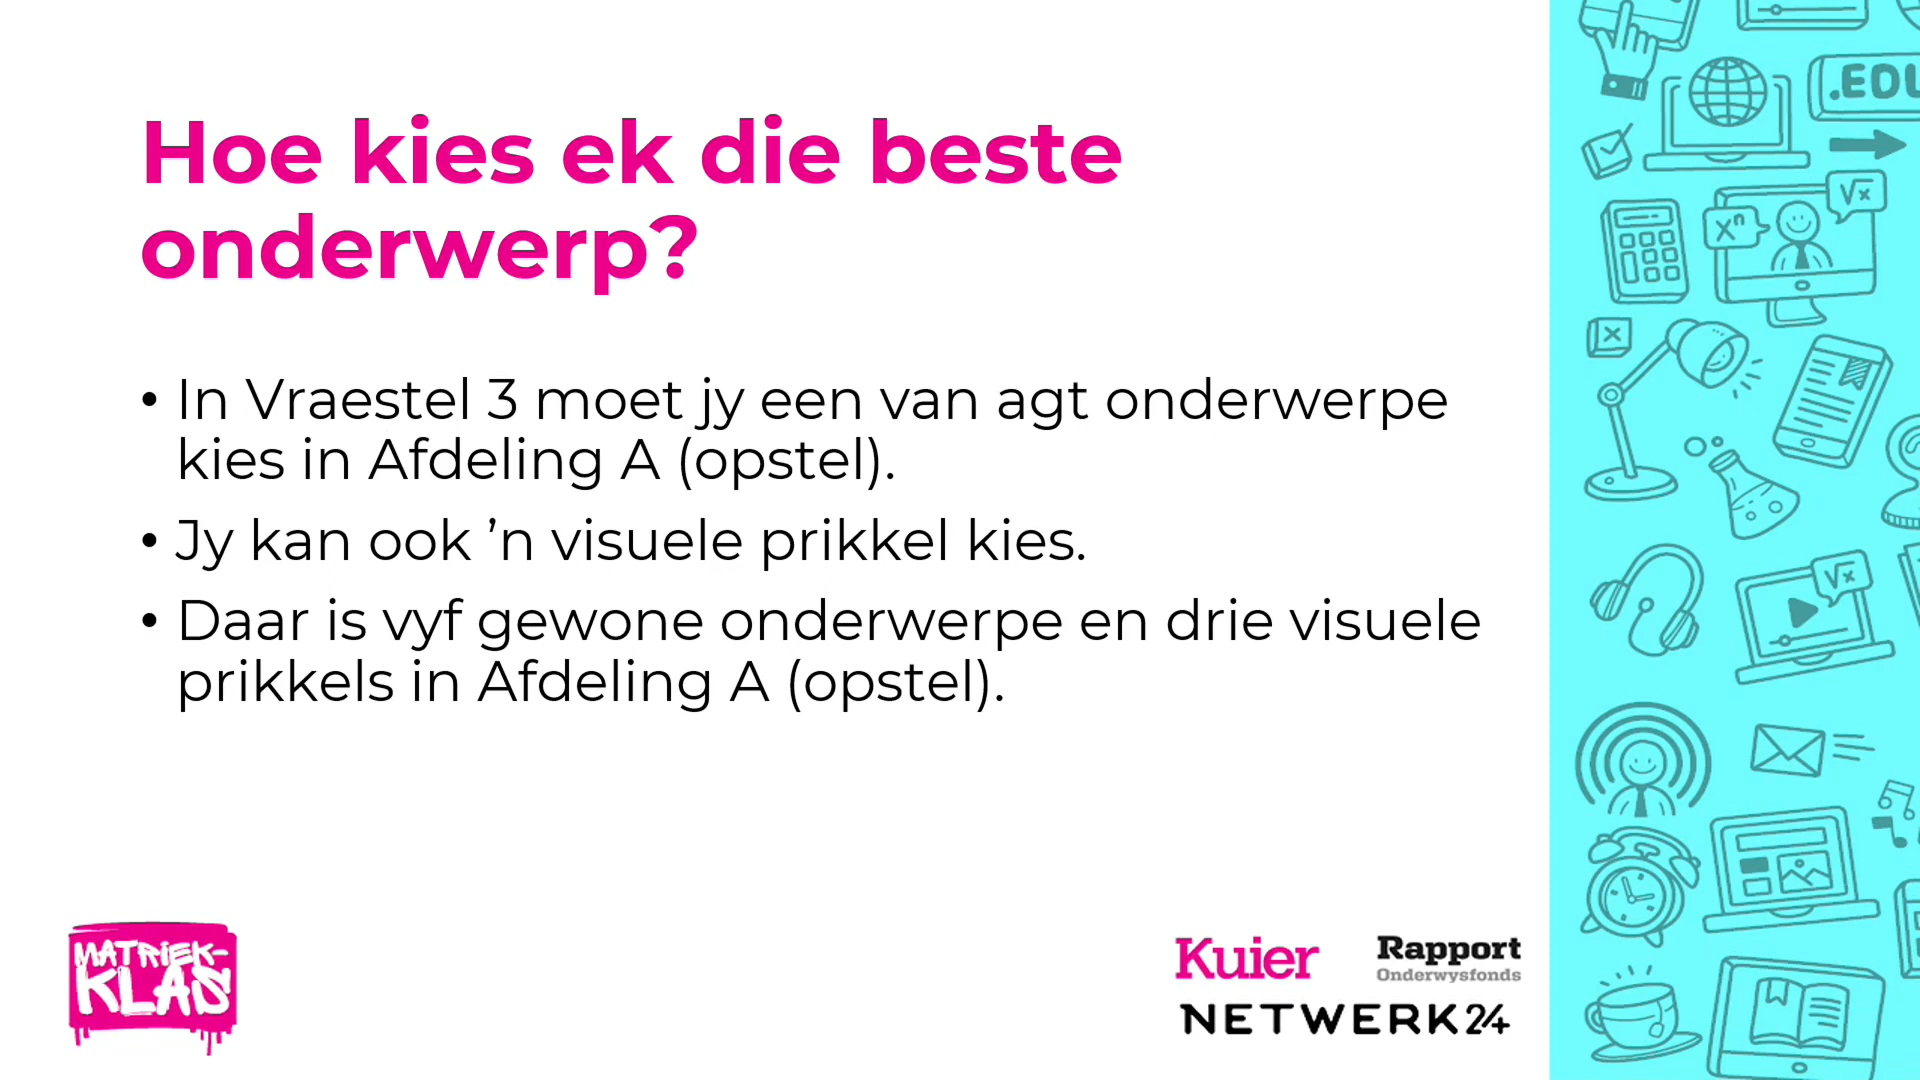 Hoe kies ek die beste
onderwerp?
• In Vraestel 3 moet jy een van agt onderwerpe
kies in Afdeling A (opstel).
• Jy kan ook ’n visuele prikkel kies.
• Daar is vyf gewone onderwerpe en drie visuele
prikkels in Afdeling A (opstel).
MATRIEK-
KLAS
Kuier
Rapport
Onderwysfonds
NETWERK24
.EDU
√x
Xⁿ
√x